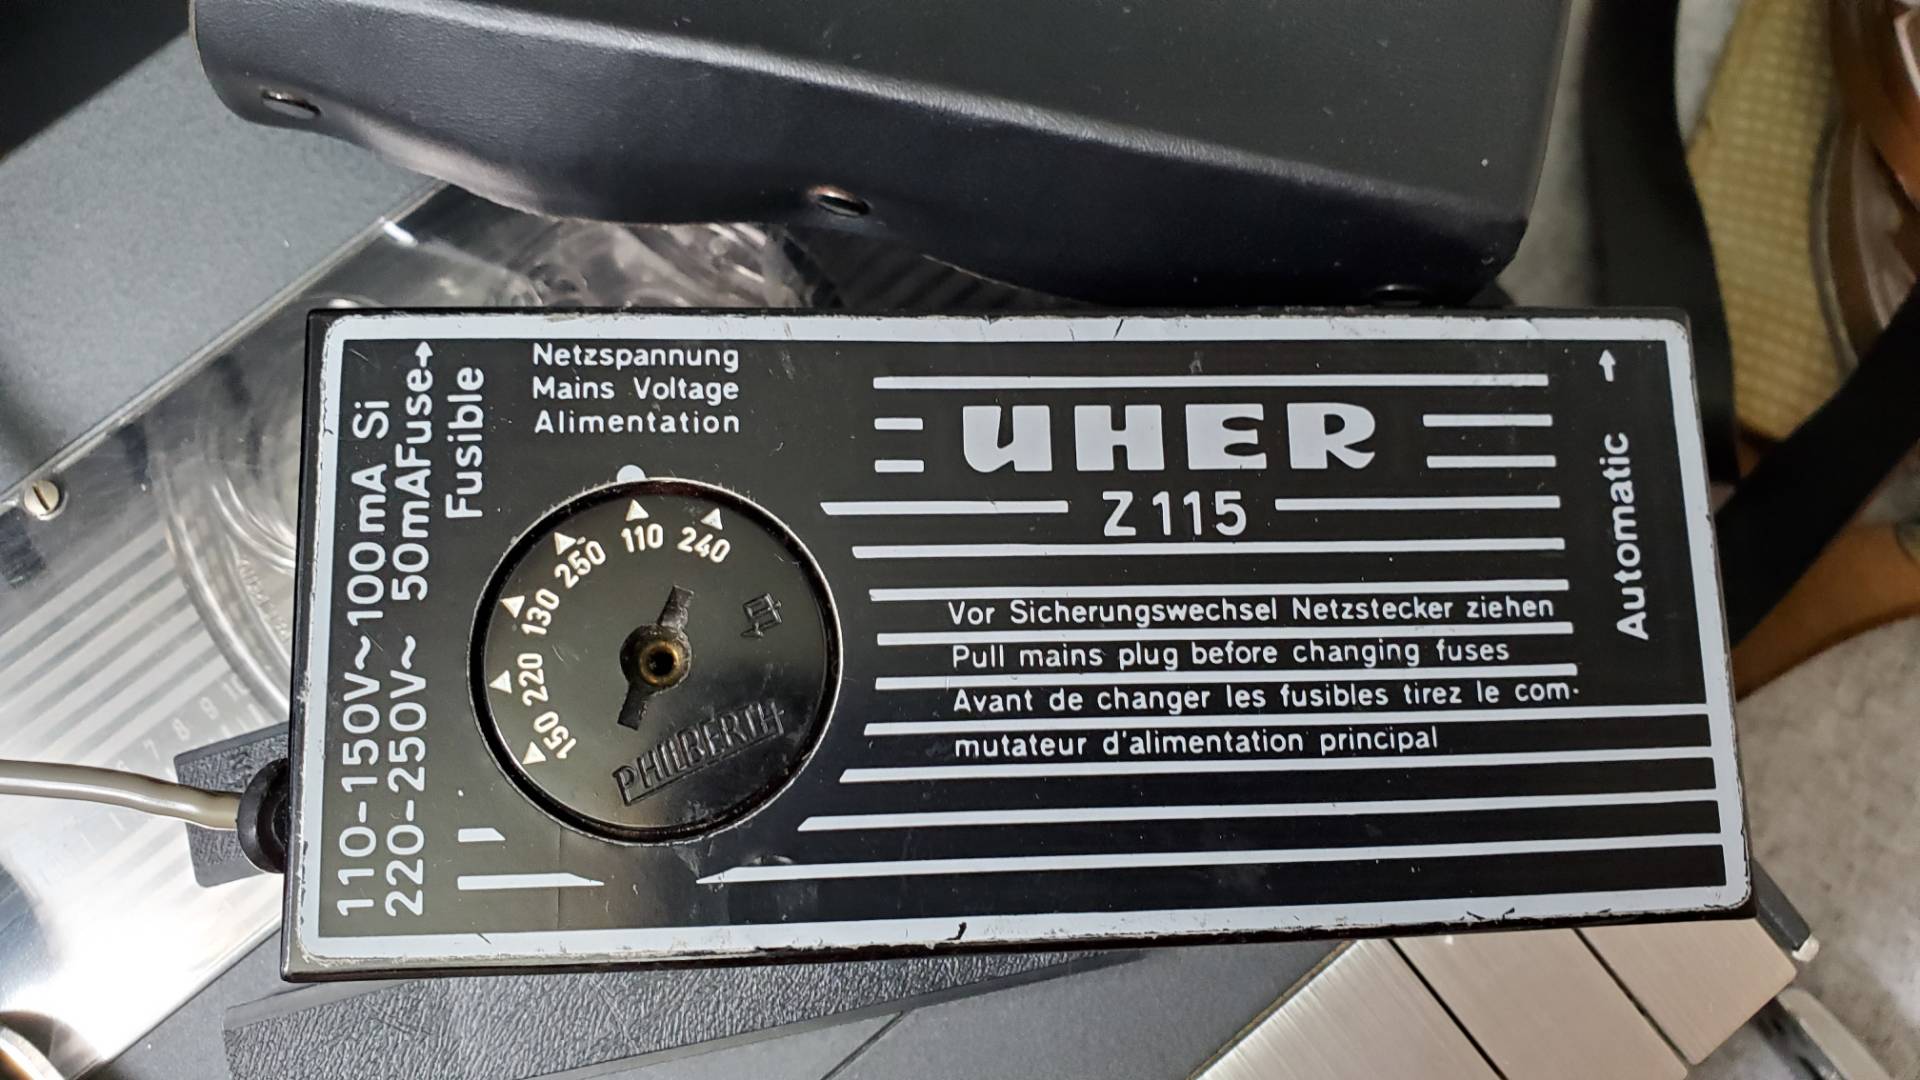 110-150V~100mA Si
220-250V~ 50mAFuse→
Fusible
Netzspannung
Mains Voltage
Alimentation
240
110
250
130
220
150
PHILBERTH
UHER
Z 115
Vor Sicherungswechsel Netzstecker ziehen
Pull mains plug before changing fuses
Avant de changer les fusibles tirez le com-
mutateur d'alimentation principal
Automatic →